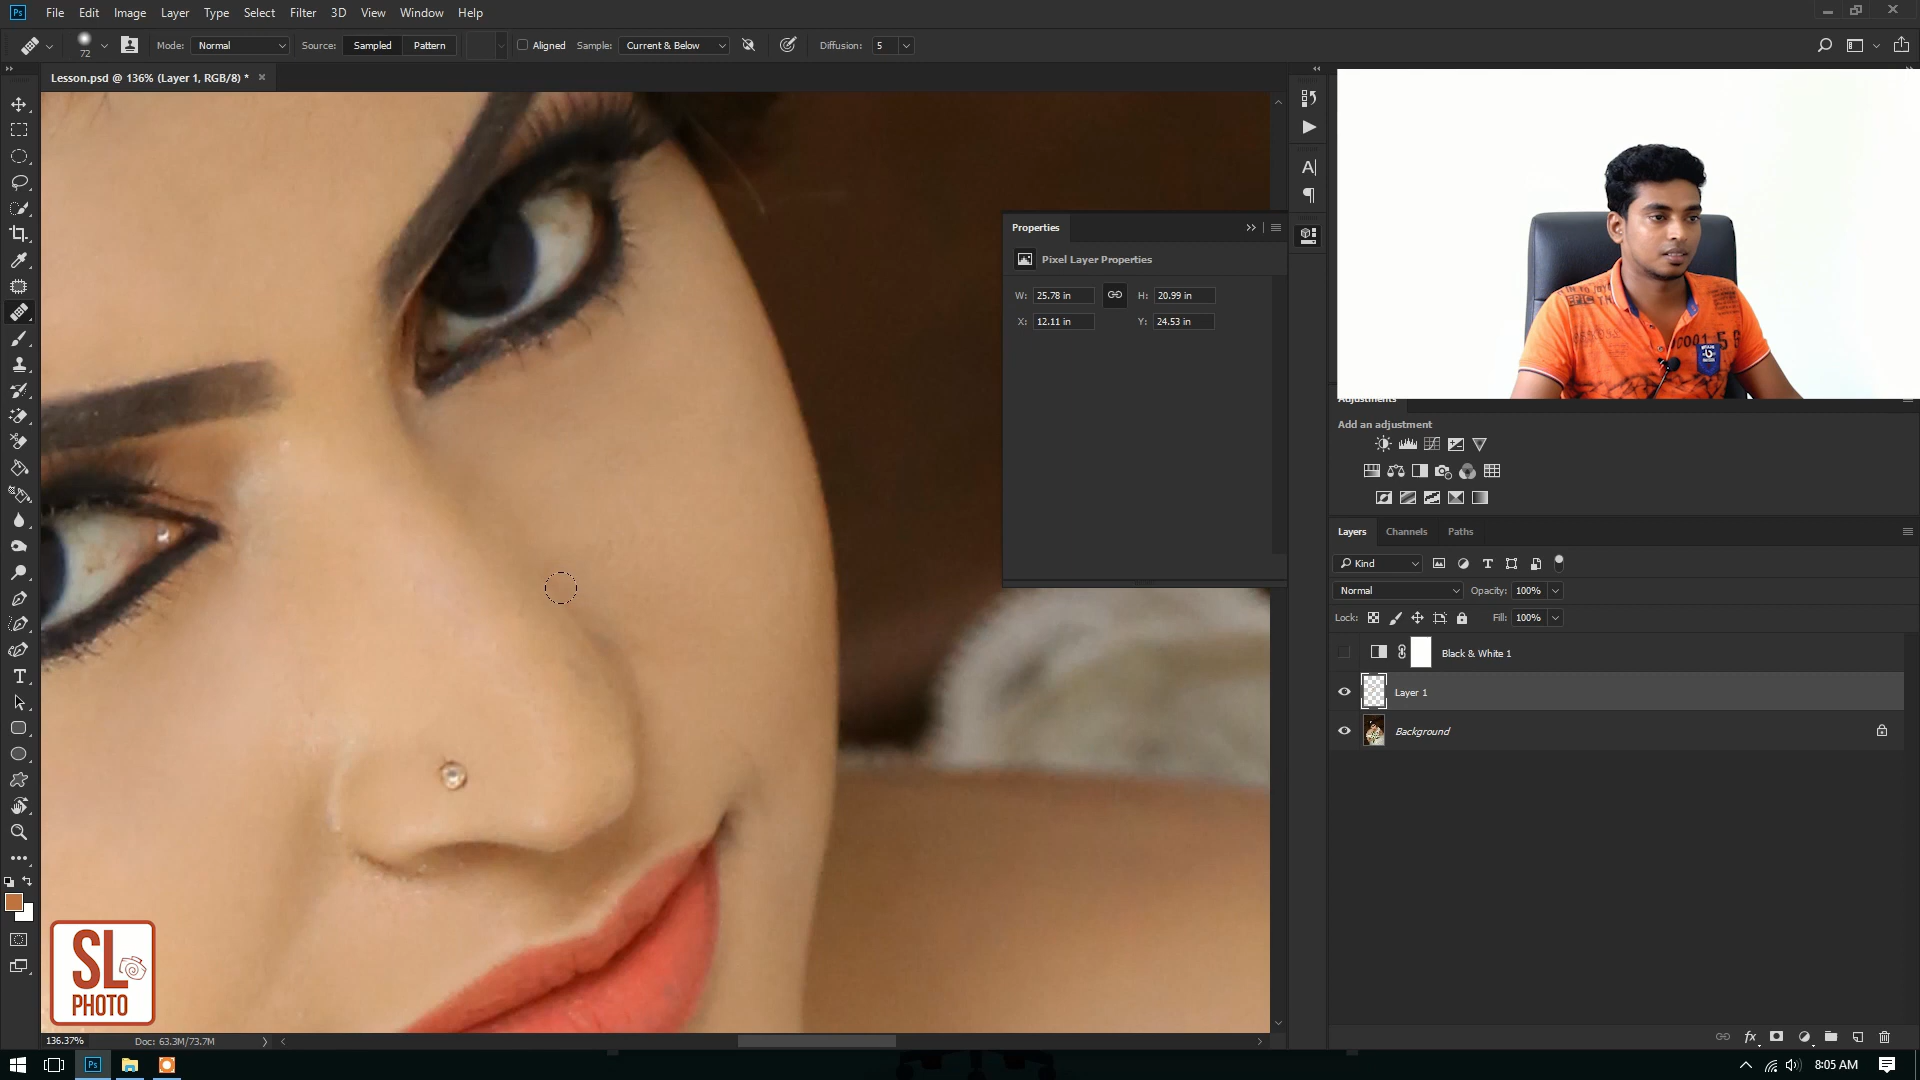 Ps File Edit Image Layer Type Select Filter 3D View Window Help
72 Mode: Normal Source: Sampled Pattern Aligned Sample: Current & Below Diffusion: 5
Lesson.psd @ 136% (Layer 1, RGB/8) *
Properties
Pixel Layer Properties
W: 25.78 in H: 20.99 in
X: 12.11 in Y: 24.53 in
Adjustments
Add an adjustment
Layers Channels Paths
Kind
Normal Opacity: 100%
Lock: Fill: 100%
Black & White 1
Layer 1
Background
SL
PHOTO
136.37% Doc: 63.3M/73.7M
Ps 8:05 AM